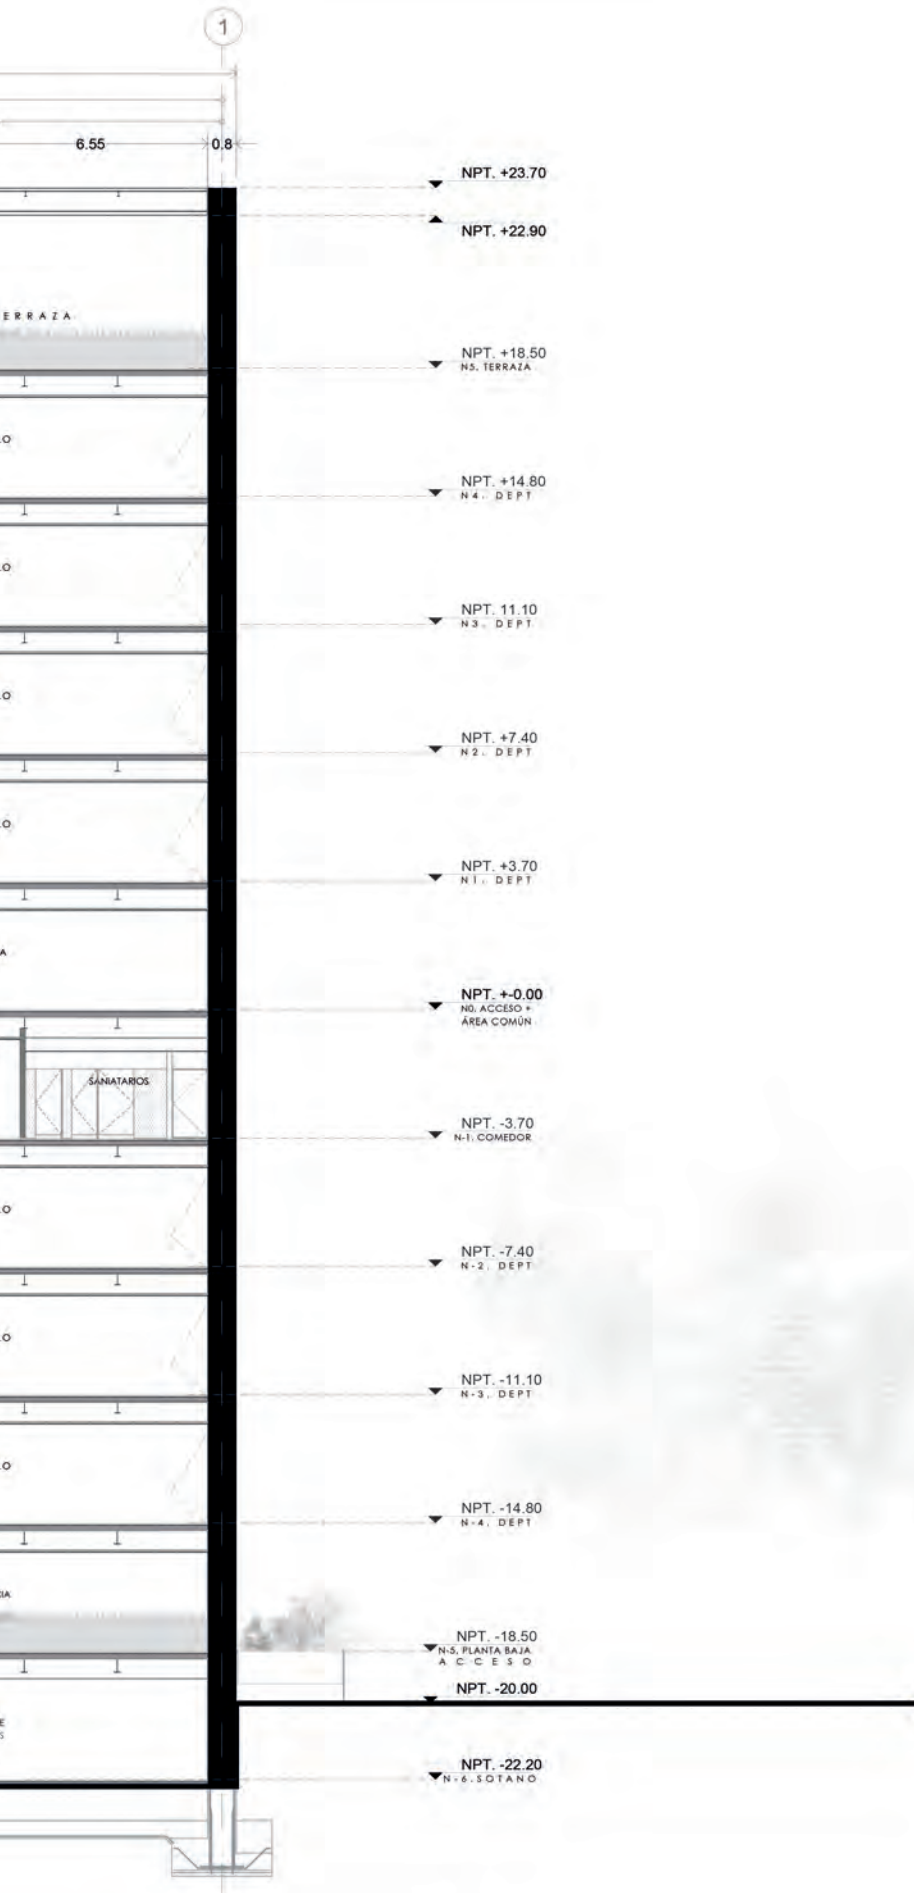 1
6.55
0.8
NPT. +23.70
NPT. +22.90
ERRAZA
NPT. +18.50
N5. TERRAZA
O
NPT. +14.80
N4. DEPT
O
NPT. 11.10
N3. DEPT
O
NPT. +7.40
N2. DEPT
O
NPT. +3.70
N1. DEPT
A
NPT. +-0.00
N0. ACCESO +
ÁREA COMÚN
SANIATARIOS
NPT. -3.70
N-1. COMEDOR
O
NPT. -7.40
N-2. DEPT
O
NPT. -11.10
N-3. DEPT
O
NPT. -14.80
N-4. DEPT
IA
NPT. -18.50
N-5. PLANTA BAJA
ACCESO
NPT. -20.00
E
S
NPT. -22.20
N-6. SOTANO